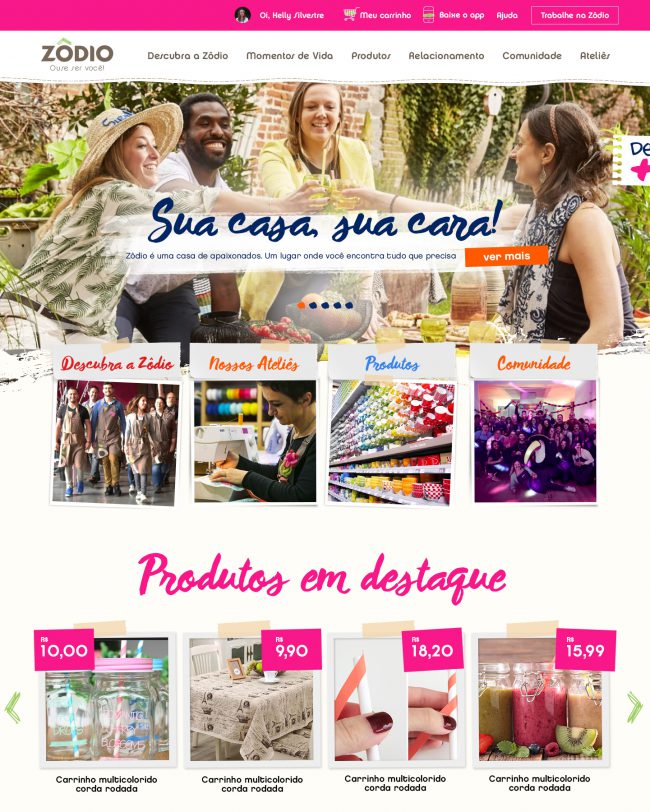 Oi, Helly Silvestre
Meu carrinho
Baixe o app
Ajuda
Trabalhe na Zôdio
ZÔDIO
Ouse ser você!
Descubra a Zôdio
Momentos de Vida
Produtos
Relacionamento
Comunidade
Ateliês
DE
+
Sua casa, sua cara!
Zôdio é uma casa de apaixonados. Um lugar onde você encontra tudo que precisa
ver mais
Descubra a Zôdio
Nossos Ateliês
Produtos
Comunidade
Produtos em destaque
R$
10,00
R$
9,90
R$
18,20
R$
15,99
Carrinho multicolorido
corda rodada
Carrinho multicolorido
corda rodada
Carrinho multicolorido
corda rodada
Carrinho multicolorido
corda rodada